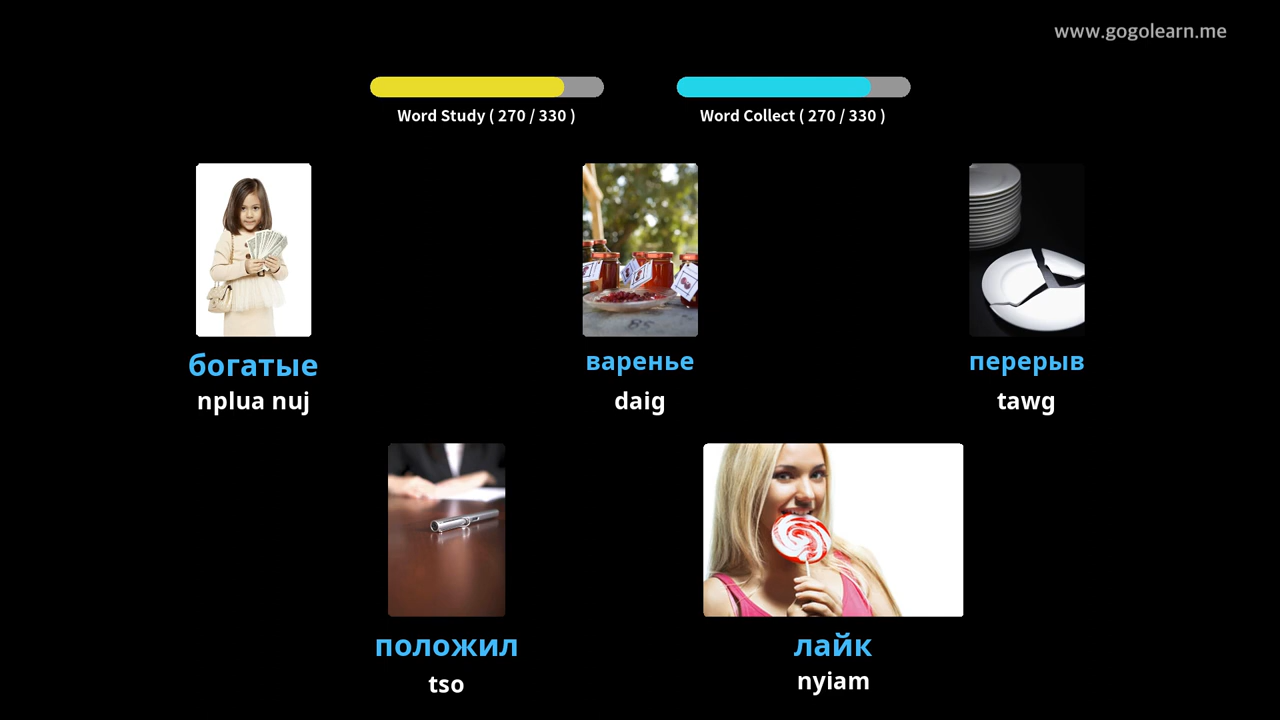 www.gogolearn.me
Word Study ( 270 / 330 )
Word Collect ( 270 / 330 )
богатые
nplua nuj
варенье
daig
перерыв
tawg
положил
tso
лайк
nyiam